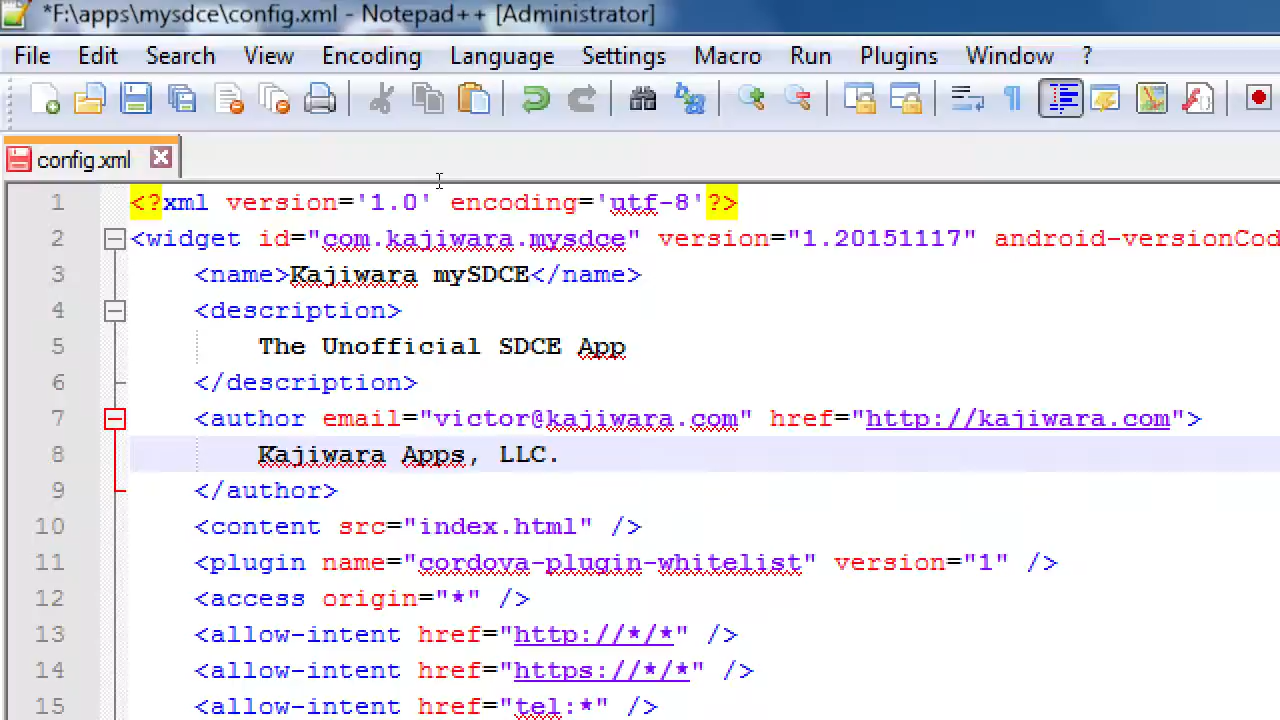 *F:\apps\mysdce\config.xml - Notepad++ [Administrator]
File Edit Search View Encoding Language Settings Macro Run Plugins Window ?
config.xml
1 <?xml version='1.0' encoding='utf-8'?>
2 <widget id="com.kajiwara.mysdce" version="1.20151117" android-versionCod
3 <name>Kajiwara mySDCE</name>
4 <description>
5 The Unofficial SDCE App
6 </description>
7 <author email="victor@kajiwara.com" href="http://kajiwara.com">
8 Kajiwara Apps, LLC.
9 </author>
10 <content src="index.html" />
11 <plugin name="cordova-plugin-whitelist" version="1" />
12 <access origin="*" />
13 <allow-intent href="http://*/*" />
14 <allow-intent href="https://*/*" />
15 <allow-intent href="tel:*" />